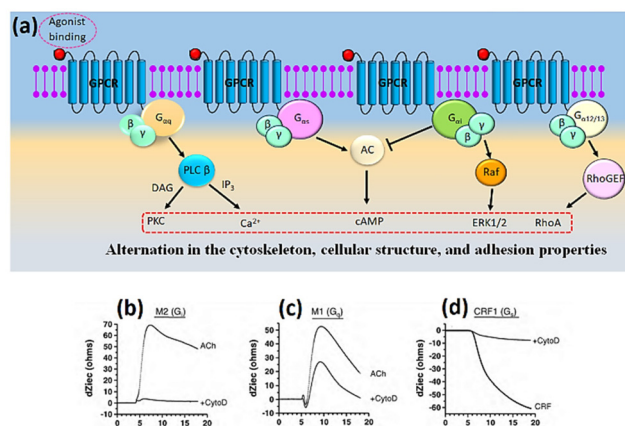 (a)
Agonist
binding
GPCR GPCR GPCR GPCR
β γ Gαq β γ Gαs Gαi β γ β γ Gα12/13
PLC β AC Raf RhoGEF
DAG IP3
PKC Ca2+ cAMP ERK1/2 RhoA
Alternation in the cytoskeleton, cellular structure, and adhesion properties
(b) M2 (Gi)
dZiec (ohms)
70
60
50
40
30
20
10
0
-10
ACh
+CytoD
0 5 10 15 20
(c) M1 (Gq)
dZiec (ohms)
50
40
30
20
10
0
-10
ACh
+CytoD
0 5 10 15 20
(d) CRF1 (Gs)
dZiec (ohms)
0
-10
-20
-30
-40
-50
-60
+CytoD
CRF
0 5 10 15 20